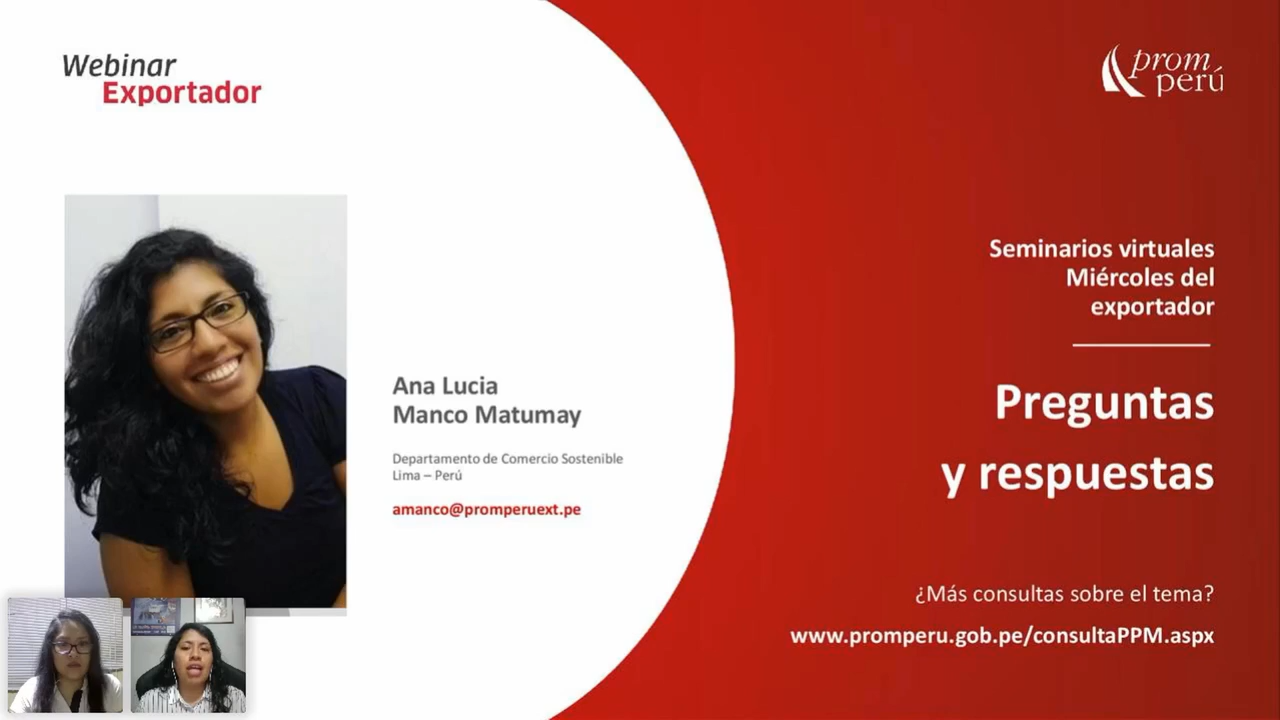 Webinar
Exportador
prom
perú
Ana Lucia
Manco Matumay
Departamento de Comercio Sostenible
Lima – Perú
amanco@promperuext.pe
Seminarios virtuales
Miércoles del
exportador
Preguntas
y respuestas
¿Más consultas sobre el tema?
www.promperu.gob.pe/consultaPPM.aspx